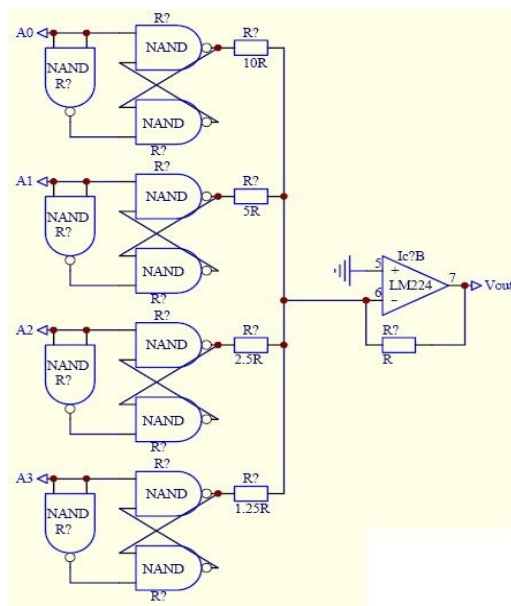 R?
A0
NAND
R?
NAND
R?
10R
NAND
R?
R?
A1
NAND
R?
NAND
R?
5R
NAND
R?
Ic?B
5
+
LM224
7
Vout
6
-
R?
R
R?
A2
NAND
R?
NAND
R?
2.5R
NAND
R?
R?
A3
NAND
R?
NAND
R?
1.25R
NAND
R?